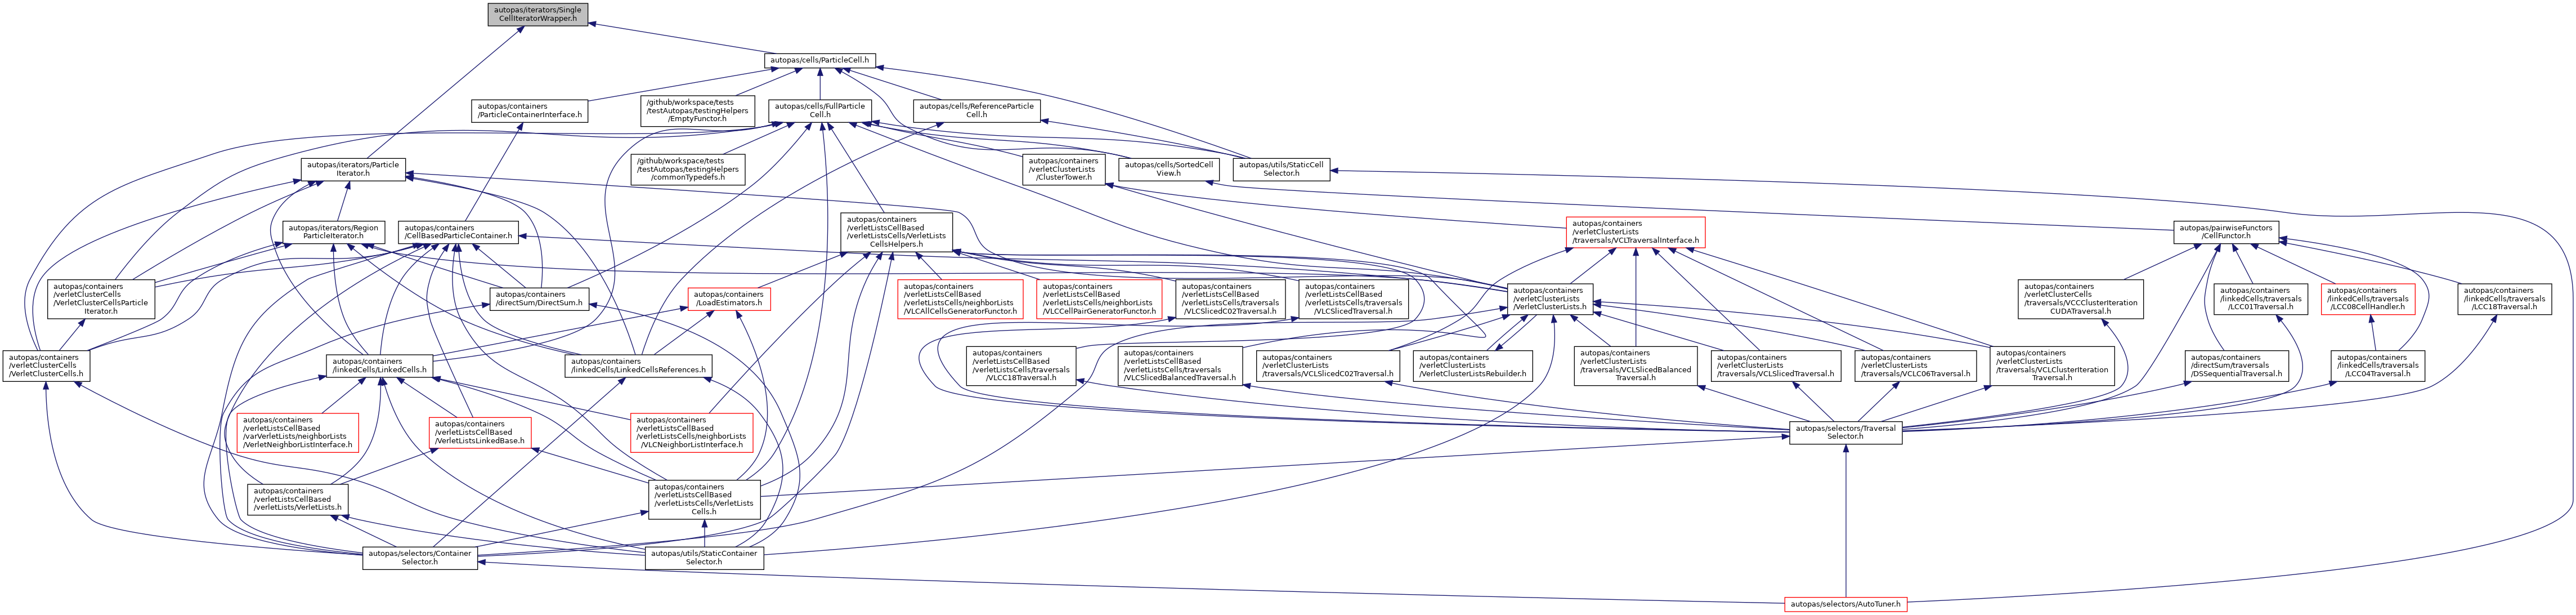 autopas/iterators/Single
CellIteratorWrapper.h
autopas/cells/ParticleCell.h
autopas/containers
/ParticleContainerInterface.h
/github/workspace/tests
/testAutopas/testingHelpers
/EmptyFunctor.h
autopas/cells/FullParticle
Cell.h
autopas/cells/ReferenceParticle
Cell.h
autopas/iterators/Particle
Iterator.h
/github/workspace/tests
/testAutopas/testingHelpers
/commonTypedefs.h
autopas/containers
/verletClusterLists
/ClusterTower.h
autopas/cells/SortedCell
View.h
autopas/utils/StaticCell
Selector.h
autopas/iterators/Region
ParticleIterator.h
autopas/containers
/CellBasedParticleContainer.h
autopas/containers
/verletListsCellBased
/verletListsCells/VerletLists
CellsHelpers.h
autopas/containers
/verletClusterLists
/traversals/VCLTraversalInterface.h
autopas/pairwiseFunctors
/CellFunctor.h
autopas/containers
/verletClusterCells
/VerletClusterCellsParticle
Iterator.h
autopas/containers
/directSum/DirectSum.h
autopas/containers
/LoadEstimators.h
autopas/containers
/verletListsCellBased
/verletListsCells/neighborLists
/VLCAllCellsGeneratorFunctor.h
autopas/containers
/verletListsCellBased
/verletListsCells/neighborLists
/VLCCellPairGeneratorFunctor.h
autopas/containers
/verletListsCellBased
/verletListsCells/traversals
/VLCSlicedC02Traversal.h
autopas/containers
/verletListsCellBased
/verletListsCells/traversals
/VLCSlicedTraversal.h
autopas/containers
/verletClusterLists
/VerletClusterLists.h
autopas/containers
/verletClusterCells
/traversals/VCCClusterIteration
CUDATraversal.h
autopas/containers
/linkedCells/traversals
/LCC01Traversal.h
autopas/containers
/linkedCells/traversals
/LCC08CellHandler.h
autopas/containers
/linkedCells/traversals
/LCC18Traversal.h
autopas/containers
/verletClusterCells
/VerletClusterCells.h
autopas/containers
/linkedCells/LinkedCells.h
autopas/containers
/linkedCells/LinkedCellsReferences.h
autopas/containers
/verletListsCellBased
/verletListsCells/traversals
/VLCC18Traversal.h
autopas/containers
/verletListsCellBased
/verletListsCells/traversals
/VLCSlicedBalancedTraversal.h
autopas/containers
/verletClusterLists
/traversals/VCLSlicedC02Traversal.h
autopas/containers
/verletClusterLists
/VerletClusterListsRebuilder.h
autopas/containers
/verletClusterLists
/traversals/VCLSlicedBalanced
Traversal.h
autopas/containers
/verletClusterLists
/traversals/VCLSlicedTraversal.h
autopas/containers
/verletClusterLists
/traversals/VCLC06Traversal.h
autopas/containers
/verletClusterLists
/traversals/VCLClusterIteration
Traversal.h
autopas/containers
/directSum/traversals
/DSSequentialTraversal.h
autopas/containers
/linkedCells/traversals
/LCC04Traversal.h
autopas/containers
/verletListsCellBased
/varVerletLists/neighborLists
/VerletNeighborListInterface.h
autopas/containers
/verletListsCellBased
/VerletListsLinkedBase.h
autopas/containers
/verletListsCellBased
/verletListsCells/neighborLists
/VLCNeighborListInterface.h
autopas/selectors/Traversal
Selector.h
autopas/containers
/verletListsCellBased
/verletLists/VerletLists.h
autopas/containers
/verletListsCellBased
/verletListsCells/VerletLists
Cells.h
autopas/selectors/Container
Selector.h
autopas/utils/StaticContainer
Selector.h
autopas/selectors/AutoTuner.h